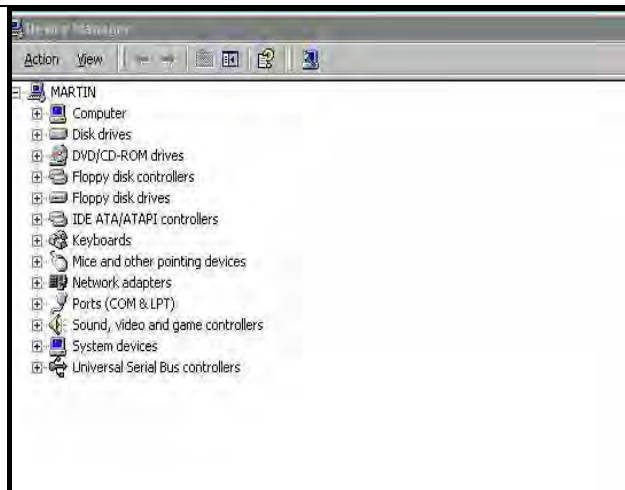 Device Manager
Action View
MARTIN
Computer
Disk drives
DVD/CD-ROM drives
Floppy disk controllers
Floppy disk drives
IDE ATA/ATAPI controllers
Keyboards
Mice and other pointing devices
Network adapters
Ports (COM & LPT)
Sound, video and game controllers
System devices
Universal Serial Bus controllers